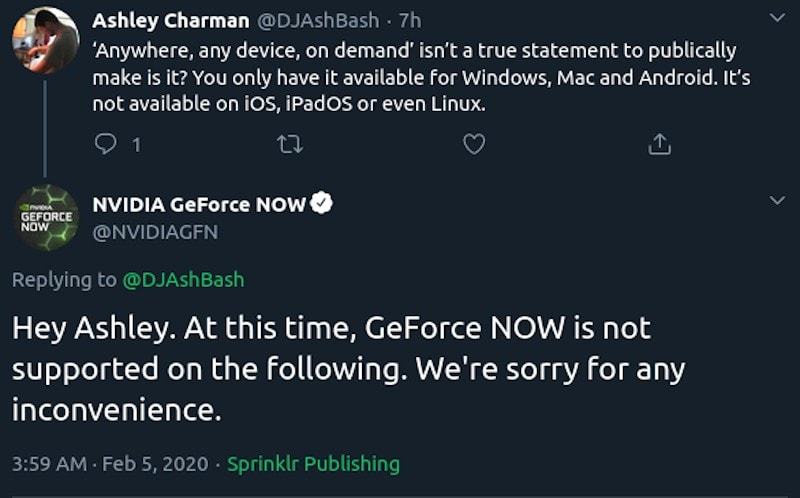 Ashley Charman @DJAshBash · 7h
‘Anywhere, any device, on demand’ isn’t a true statement to publically
make is it? You only have it available for Windows, Mac and Android. It’s
not available on iOS, iPadOS or even Linux.
1
NVIDIA
GEFORCE
NOW
NVIDIA GeForce NOW
@NVIDIAGFN
Replying to @DJAshBash
Hey Ashley. At this time, GeForce NOW is not
supported on the following. We're sorry for any
inconvenience.
3:59 AM · Feb 5, 2020 · Sprinklr Publishing